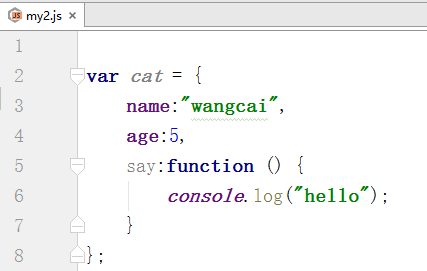 my2.js ×
1
2 var cat = {
3 name:"wangcai",
4 age:5,
5 say:function () {
6 console.log("hello");
7 }
8 };